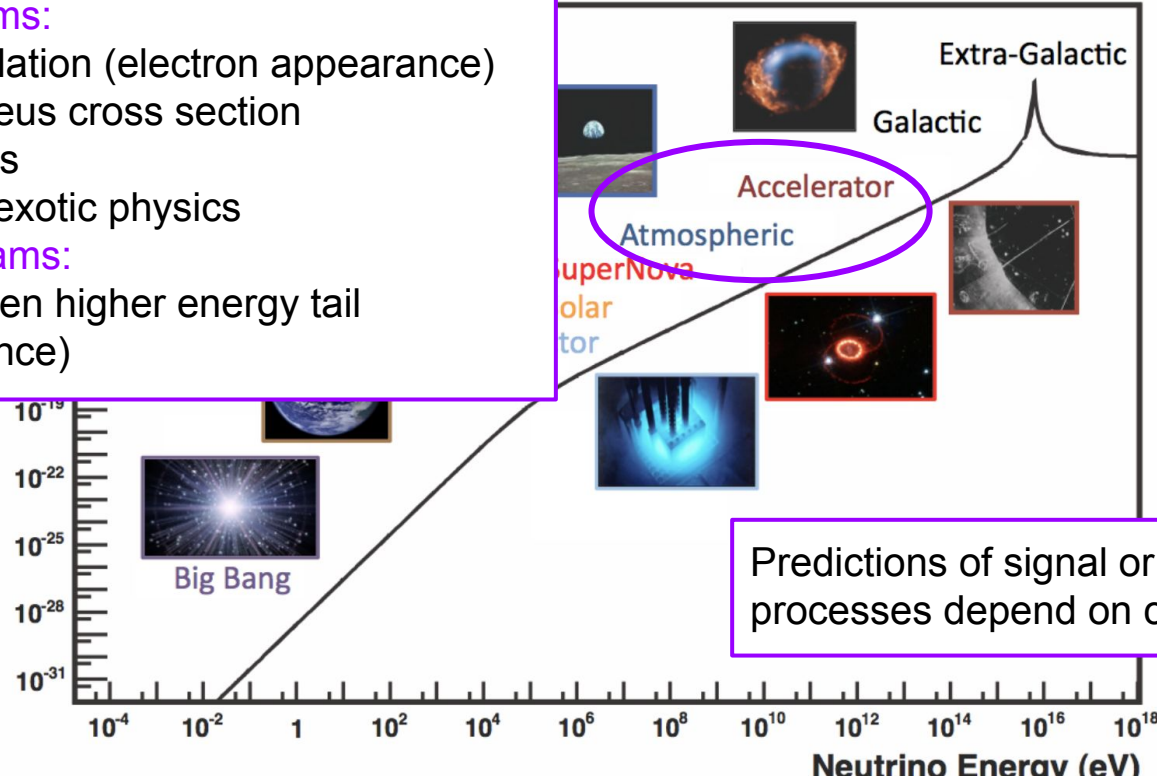 ms:
lation (electron appearance)
eus cross section
s
exotic physics
ams:
en higher energy tail
nce)
Extra-Galactic
Galactic
Accelerator
Atmospheric
SuperNova
olar
tor
Big Bang
Predictions of signal or
processes depend on
10⁻¹⁹
10⁻²²
10⁻²⁵
10⁻²⁸
10⁻³¹
10⁻⁴ 10⁻² 1 10² 10⁴ 10⁶ 10⁸ 10¹⁰ 10¹² 10¹⁴ 10¹⁶ 10¹⁸
Neutrino Energy (eV)